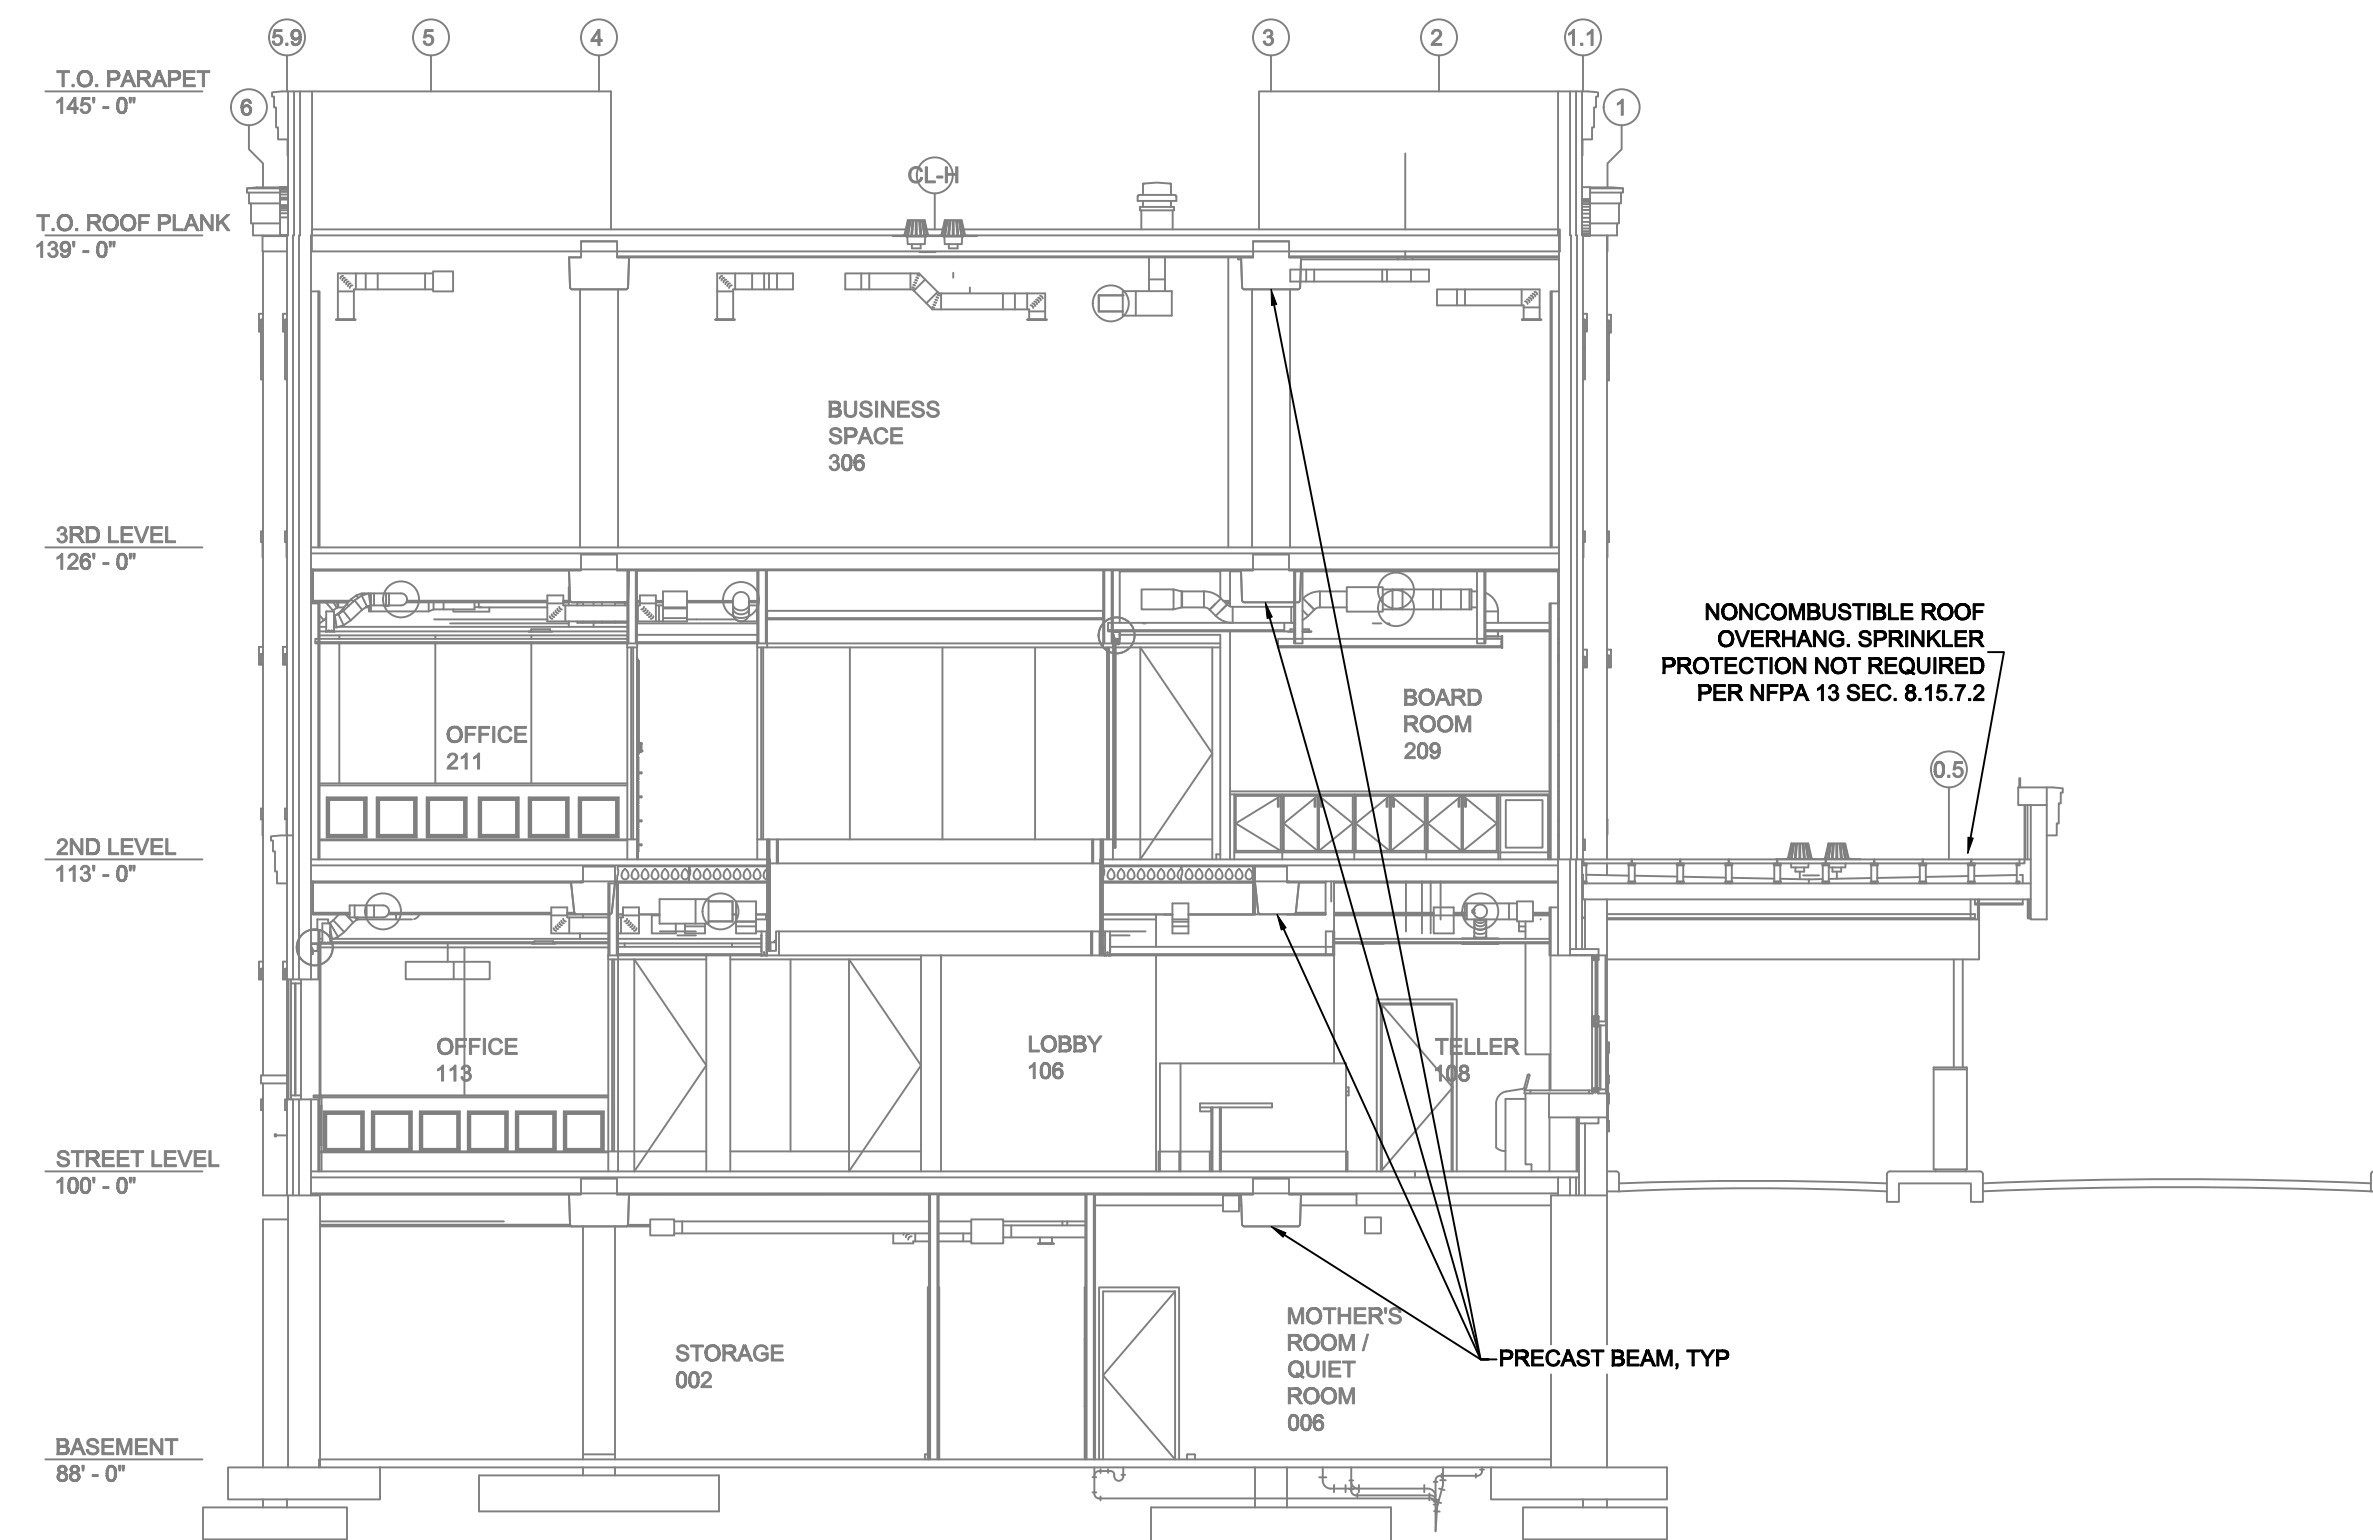 5.9
5
4
3
2
1.1
T.O. PARAPET
145' - 0"
6
1
CL-H
T.O. ROOF PLANK
139' - 0"
BUSINESS
SPACE
306
3RD LEVEL
126' - 0"
NONCOMBUSTIBLE ROOF
OVERHANG. SPRINKLER
PROTECTION NOT REQUIRED
PER NFPA 13 SEC. 8.15.7.2
BOARD
ROOM
209
OFFICE
211
0.5
2ND LEVEL
113' - 0"
OFFICE
113
LOBBY
106
TELLER
108
STREET LEVEL
100' - 0"
STORAGE
002
MOTHER'S
ROOM /
QUIET
ROOM
006
PRECAST BEAM, TYP
BASEMENT
88' - 0"